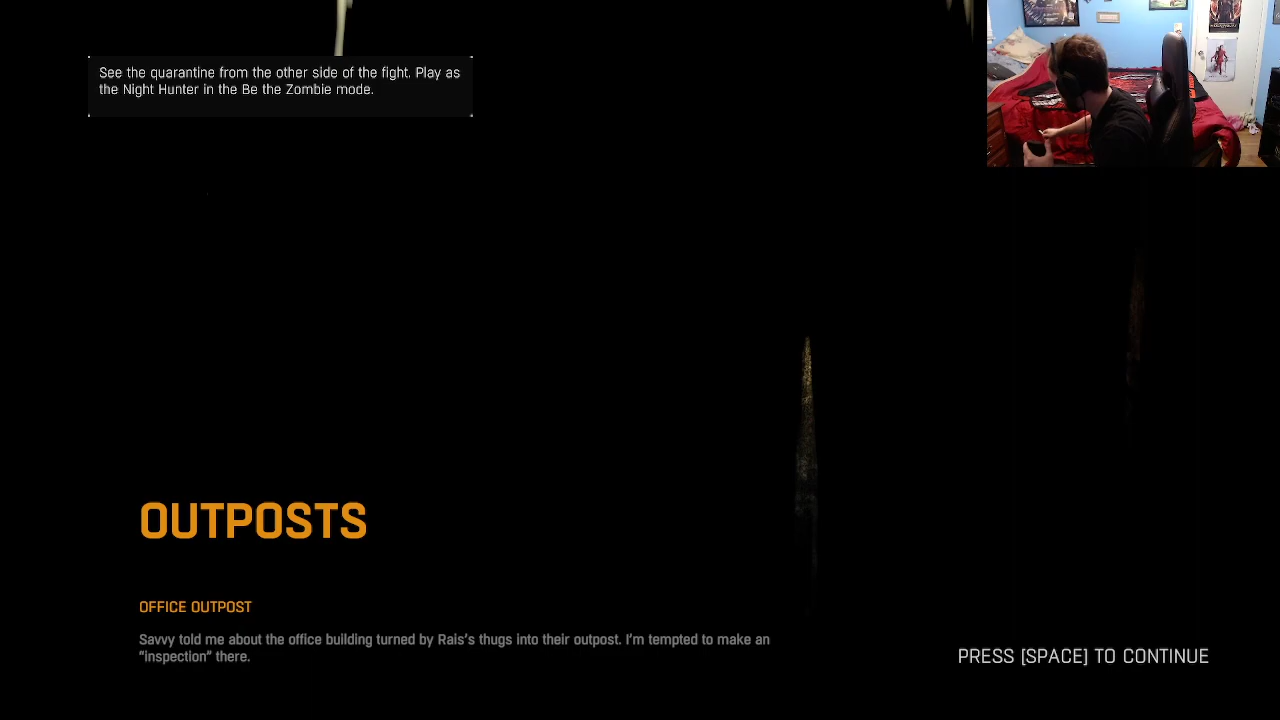 See the quarantine from the other side of the fight. Play as
the Night Hunter in the Be the Zombie mode.
OUTPOSTS
OFFICE OUTPOST
Savvy told me about the office building turned by Rais's thugs into their outpost. I'm tempted to make an
"inspection" there.
PRESS [SPACE] TO CONTINUE